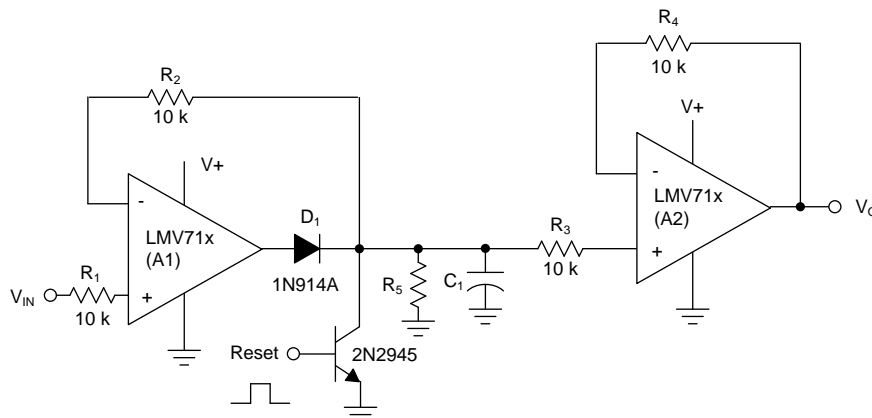 R4
10 k
R2
10 k
V+
V+
-
-
LMV71x
(A2)
D1
LMV71x
(A1)
R3
10 k
VO
+
R1
10 k
VIN
+
1N914A
R5
C1
Reset
2N2945